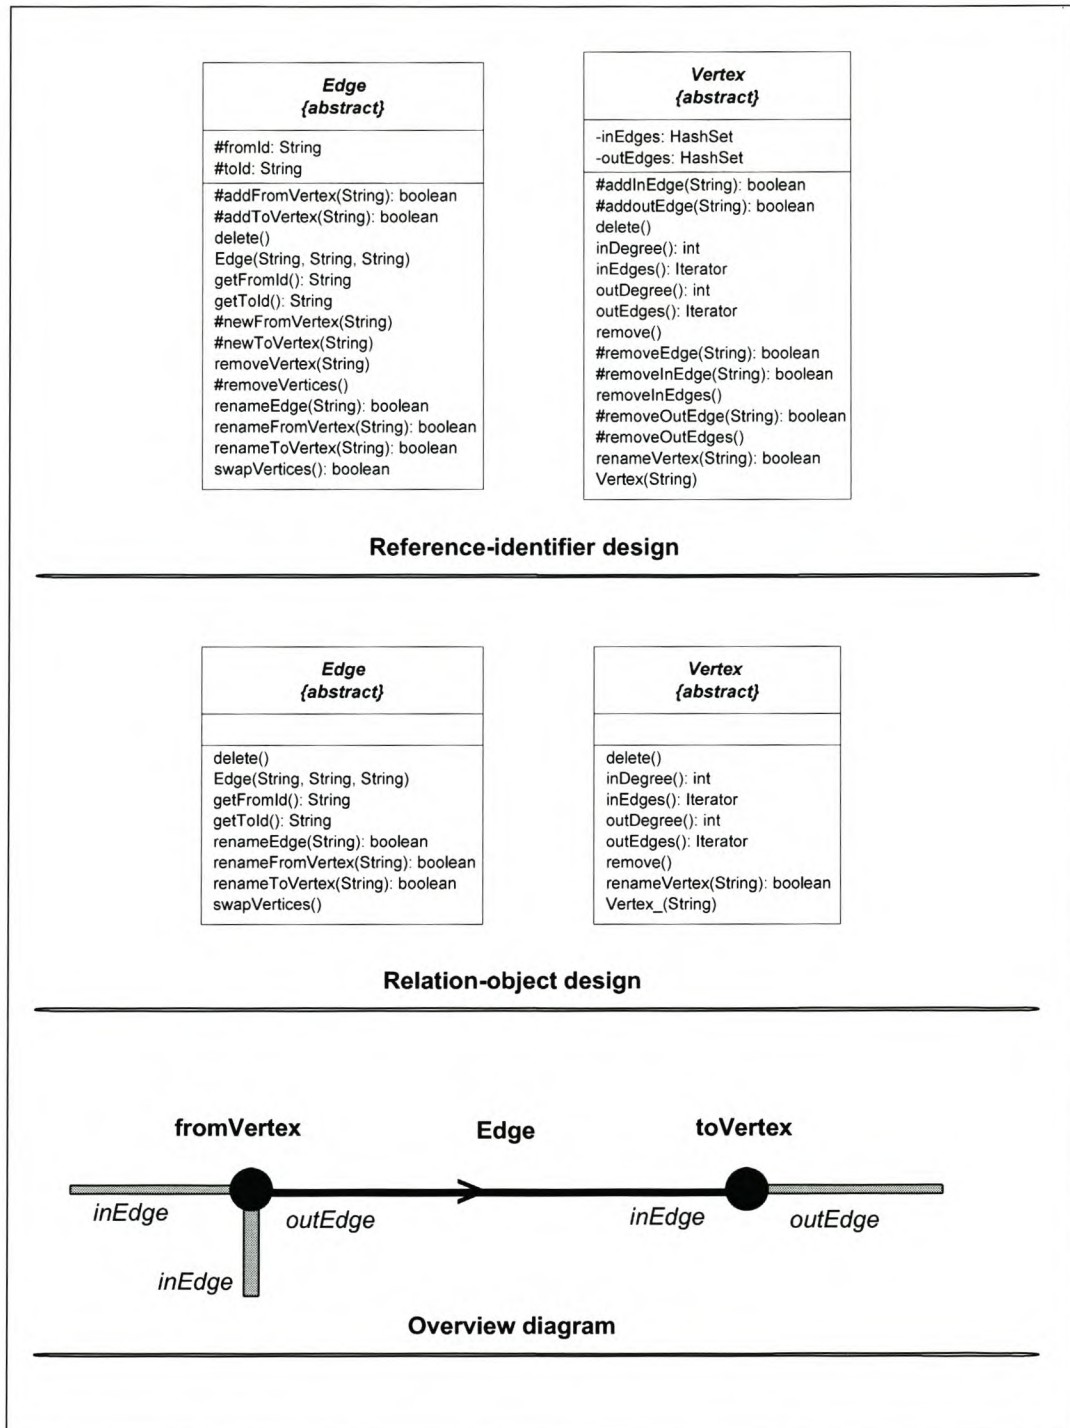 Edge
{abstract}
#fromId: String
#toId: String
#addFromVertex(String): boolean
#addToVertex(String): boolean
delete()
Edge(String, String, String)
getFromId(): String
getToId(): String
#newFromVertex(String)
#newToVertex(String)
removeVertex(String)
#removeVertices()
renameEdge(String): boolean
renameFromVertex(String): boolean
renameToVertex(String): boolean
swapVertices(): boolean
Vertex
{abstract}
-inEdges: HashSet
-outEdges: HashSet
#addInEdge(String): boolean
#addoutEdge(String): boolean
delete()
inDegree(): int
inEdges(): Iterator
outDegree(): int
outEdges(): Iterator
remove()
#removeEdge(String): boolean
#removeInEdge(String): boolean
removeInEdges()
#removeOutEdge(String): boolean
#removeOutEdges()
renameVertex(String): boolean
Vertex(String)
Reference-identifier design
Edge
{abstract}
delete()
Edge(String, String, String)
getFromId(): String
getToId(): String
renameEdge(String): boolean
renameFromVertex(String): boolean
renameToVertex(String): boolean
swapVertices()
Vertex
{abstract}
delete()
inDegree(): int
inEdges(): Iterator
outDegree(): int
outEdges(): Iterator
remove()
renameVertex(String): boolean
Vertex_(String)
Relation-object design
fromVertex Edge toVertex
inEdge outEdge inEdge outEdge
inEdge
Overview diagram